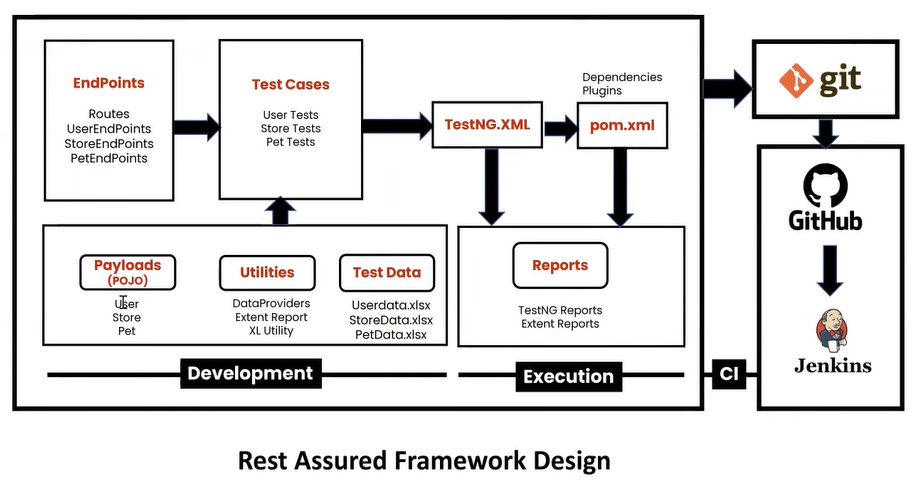 EndPoints
Routes
UserEndPoints
StoreEndPoints
PetEndPoints
Test Cases
User Tests
Store Tests
Pet Tests
Dependencies
Plugins
TestNG.XML
pom.xml
git
GitHub
Jenkins
Payloads
(POJO)
User
Store
Pet
Utilities
DataProviders
Extent Report
XL Utility
Test Data
Userdata.xlsx
StoreData.xlsx
PetData.xlsx
Reports
TestNG Reports
Extent Reports
Development
Execution
CI
Rest Assured Framework Design